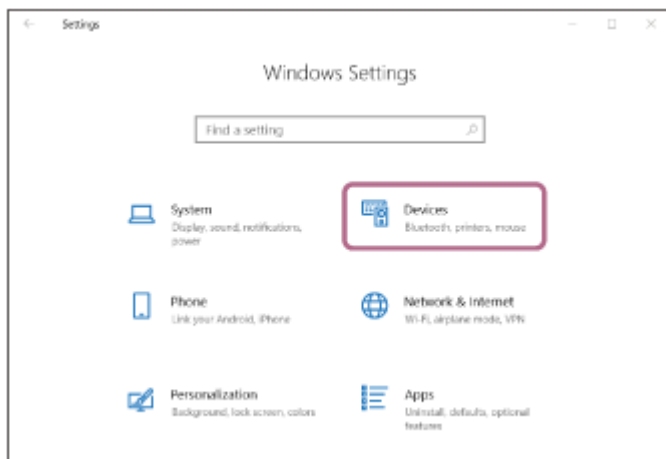 Settings
Windows Settings
Find a setting
System
Display, sound, notifications,
power
Devices
Bluetooth, printers, mouse
Phone
Link your Android, iPhone
Network & Internet
Wi-Fi, airplane mode, VPN
Personalization
Background, lock screen, colors
Apps
Uninstall, defaults, optional
features